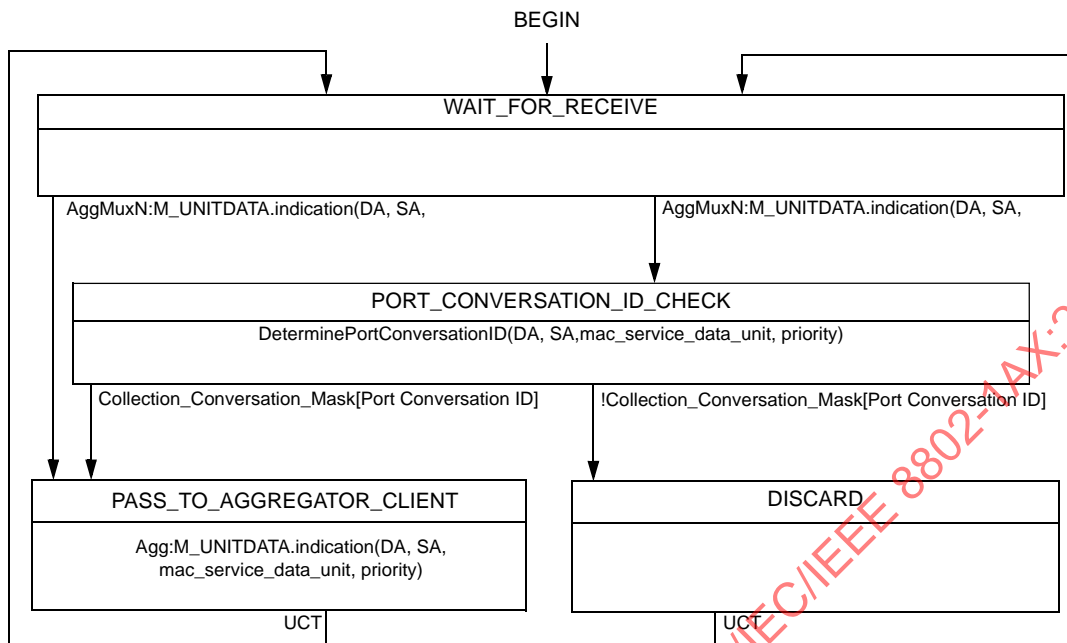 BEGIN
WAIT_FOR_RECEIVE
AggMuxN:M_UNITDATA.indication(DA, SA,
AggMuxN:M_UNITDATA.indication(DA, SA,
PORT_CONVERSATION_ID_CHECK
DeterminePortConversationID(DA, SA,mac_service_data_unit, priority)
Collection_Conversation_Mask[Port Conversation ID]
!Collection_Conversation_Mask[Port Conversation ID]
PASS_TO_AGGREGATOR_CLIENT
Agg:M_UNITDATA.indication(DA, SA,
mac_service_data_unit, priority)
UCT
DISCARD
UCT
/IEC/IEEE 8802-1AX:2